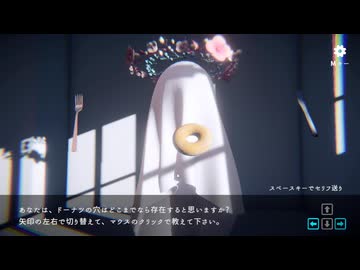 Mキー
スペースキーでセリフ送り
あなたは、ドーナツの穴はどこまでなら存在すると思いますか?
矢印の左右で切り替えて、マウスのクリックで教えて下さい。
↑
← ↓ →